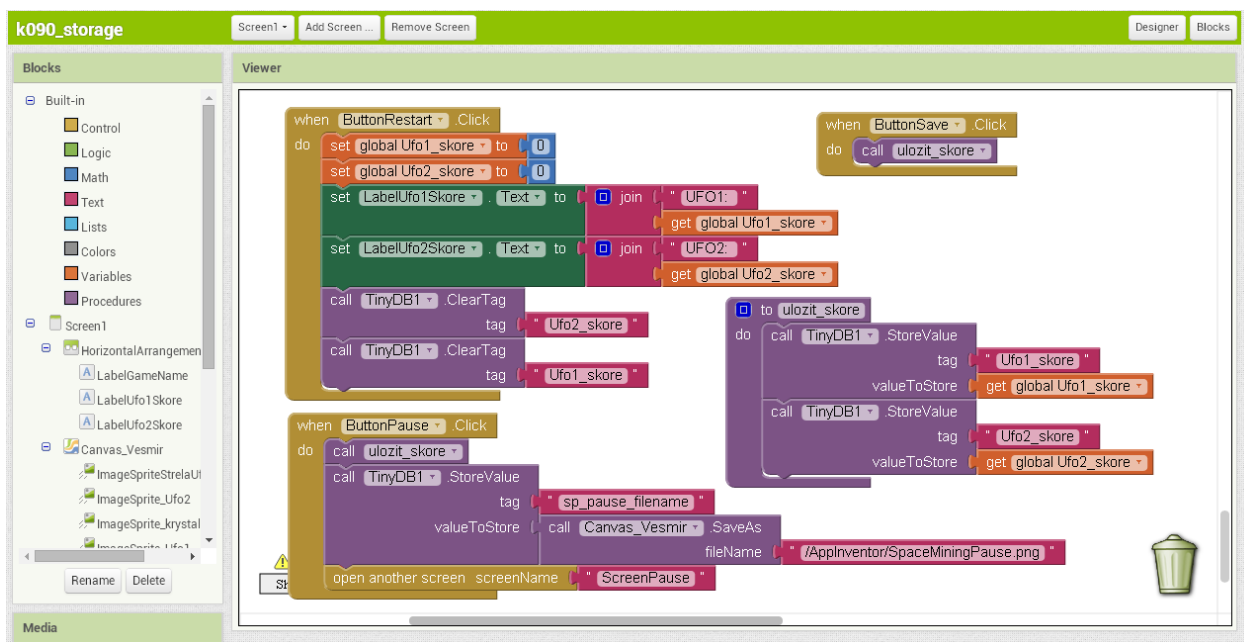 k090_storage Screen1 Add Screen ... Remove Screen Designer Blocks
Blocks
Built-in
Control
Logic
Math
Text
Lists
Colors
Variables
Procedures
Screen1
HorizontalArrangemen
LabelGameName
LabelUfo1Skore
LabelUfo2Skore
Canvas_Vesmir
ImageSpriteStrelaUf
ImageSprite_Ufo2
ImageSprite_krystal
ImageSprite_Ufo1
Rename Delete
Media
Viewer
when ButtonRestart .Click
do set global Ufo1_skore to 0
set global Ufo2_skore to 0
set LabelUfo1Skore . Text to join " UFO1: "
get global Ufo1_skore
set LabelUfo2Skore . Text to join " UFO2: "
get global Ufo2_skore
call TinyDB1 .ClearTag
tag " Ufo2_skore "
call TinyDB1 .ClearTag
tag " Ufo1_skore "
when ButtonSave .Click
do call ulozit_skore
to ulozit_skore
do call TinyDB1 .StoreValue
tag " Ufo1_skore "
valueToStore get global Ufo1_skore
call TinyDB1 .StoreValue
tag " Ufo2_skore "
valueToStore get global Ufo2_skore
when ButtonPause .Click
do call ulozit_skore
call TinyDB1 .StoreValue
tag " sp_pause_filename "
valueToStore call Canvas_Vesmir .SaveAs
fileName " /AppInventor/SpaceMiningPause.png "
open another screen screenName " ScreenPause "